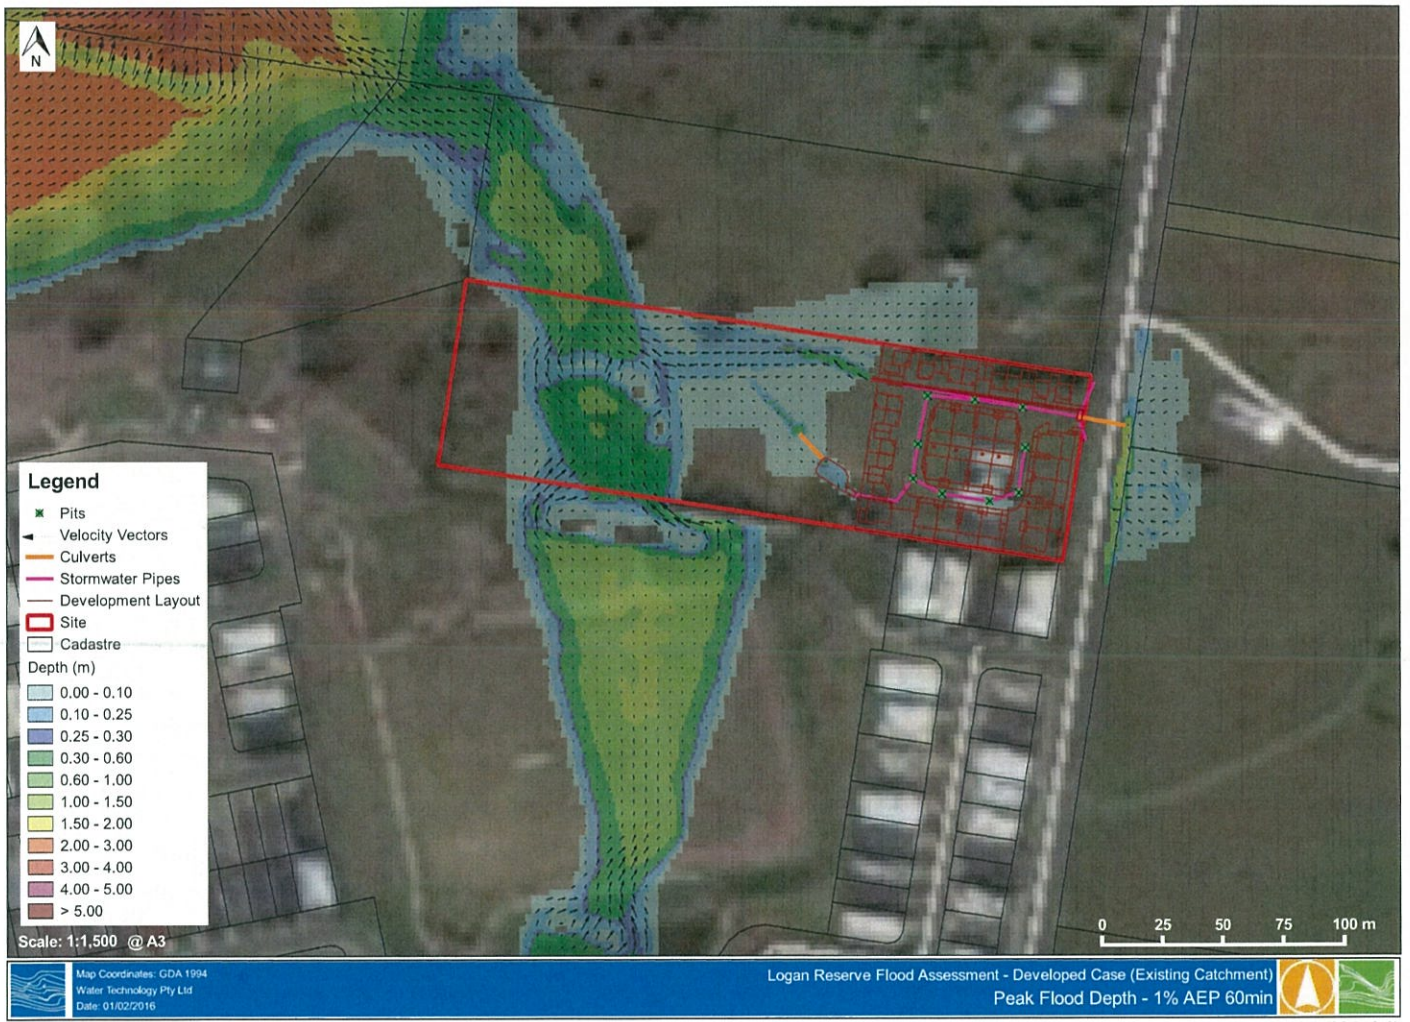 N
Legend
Pits
Velocity Vectors
Culverts
Stormwater Pipes
Development Layout
Site
Cadastre
Depth (m)
0.00 - 0.10
0.10 - 0.25
0.25 - 0.30
0.30 - 0.60
0.60 - 1.00
1.00 - 1.50
1.50 - 2.00
2.00 - 3.00
3.00 - 4.00
4.00 - 5.00
> 5.00
Scale: 1:1,500 @ A3
0 25 50 75 100 m
Map Coordinates: GDA 1994
Water Technology Pty Ltd
Date: 01/02/2016
Logan Reserve Flood Assessment - Developed Case (Existing Catchment)
Peak Flood Depth - 1% AEP 60min